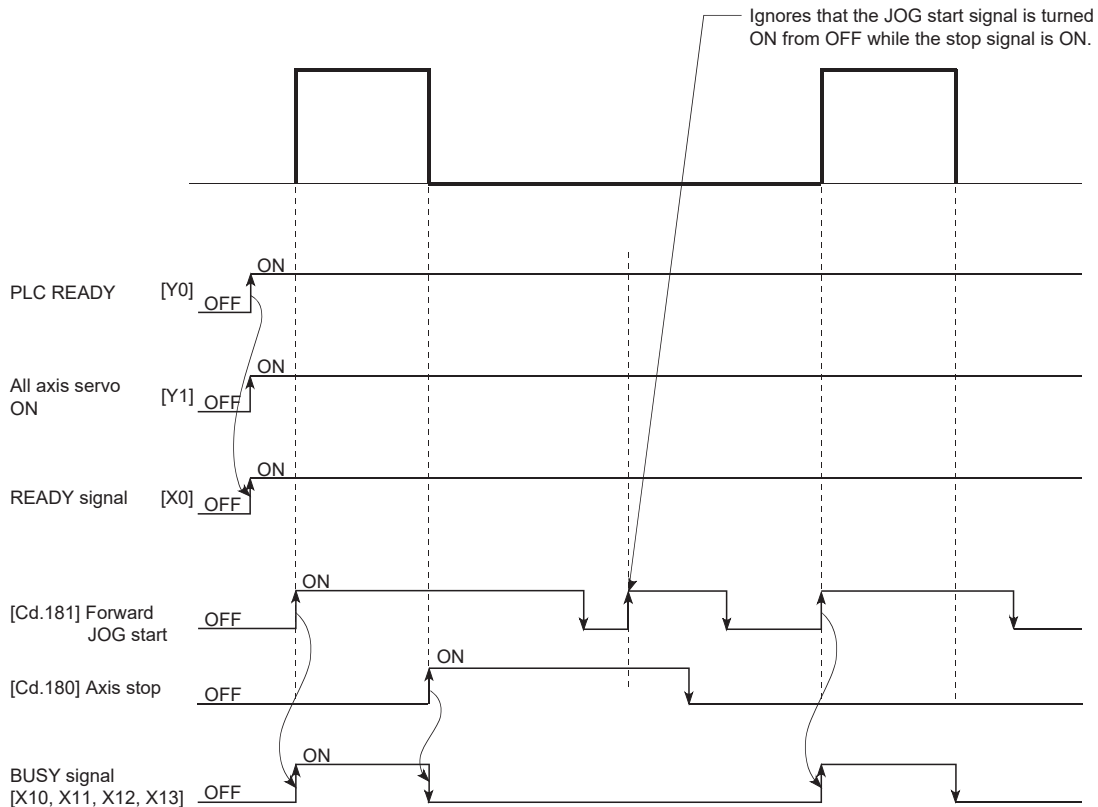 Ignores that the JOG start signal is turned
ON from OFF while the stop signal is ON.
ON
PLC READY [Y0] OFF
ON
All axis servo
ON [Y1] OFF
ON
READY signal [X0] OFF
ON
[Cd.181] Forward
JOG start OFF
ON
[Cd.180] Axis stop OFF
ON
BUSY signal
[X10, X11, X12, X13] OFF